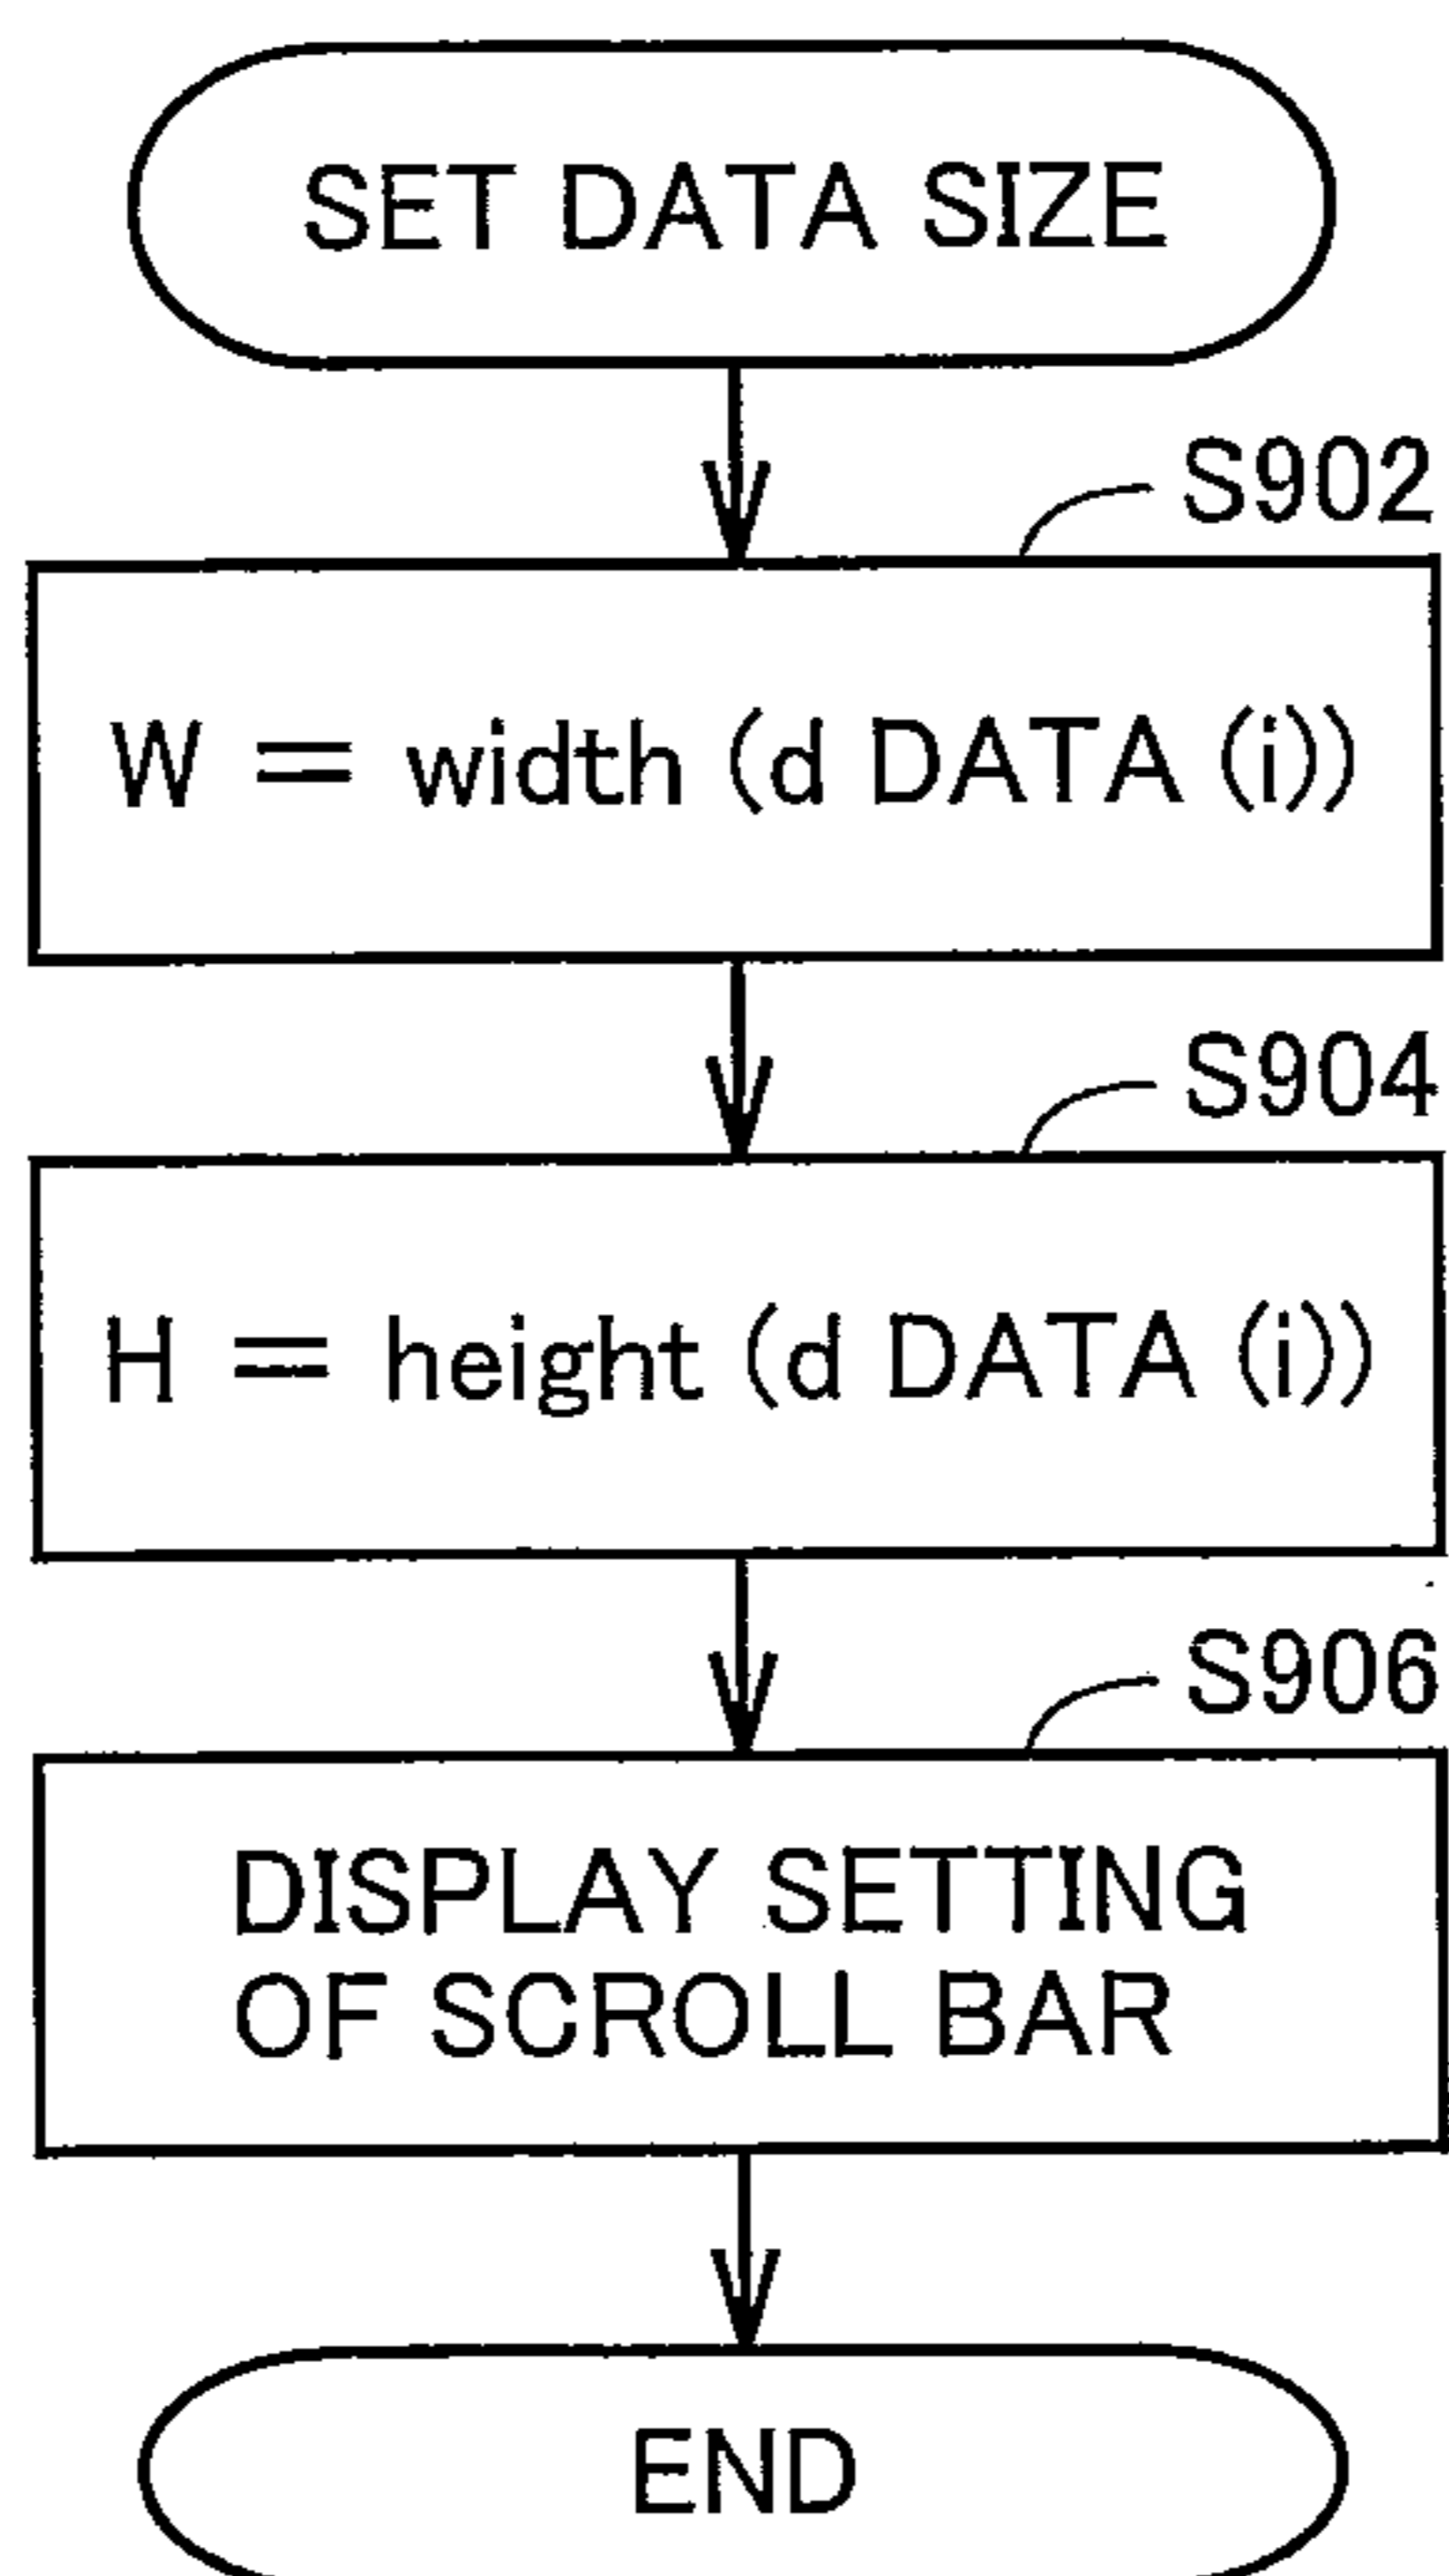 SET DATA SIZE
S902
W = width (d DATA (i))
S904
H = height (d DATA (i))
S906
DISPLAY SETTING
OF SCROLL BAR
END